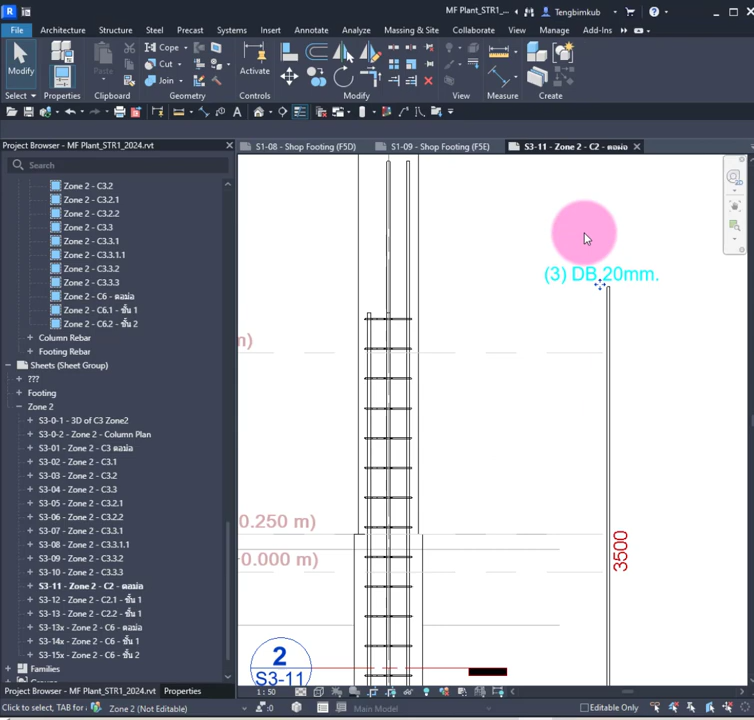 MF Plant_STR1_...
Tengbimkub
File Architecture Structure Steel Precast Systems Insert Annotate Analyze Massing & Site Collaborate View Manage Add-Ins
Modify
Properties
Paste
Cope
Cut
Join
Activate
Measure
Create
Select Properties Clipboard Geometry Controls Modify View Measure Create
Project Browser - MF Plant_STR1_2024.rvt
Search
S1-08 - Shop Footing (F5D)
S1-09 - Shop Footing (F5E)
S3-11 - Zone 2 - C2 - ตอม่อ
Zone 2 - C3.2
Zone 2 - C3.2.1
Zone 2 - C3.2.2
Zone 2 - C3.3
Zone 2 - C3.3.1
Zone 2 - C3.3.1.1
Zone 2 - C3.3.2
Zone 2 - C3.3.3
Zone 2 - C6 - ตอม่อ
Zone 2 - C6.1 - ชั้น 1
Zone 2 - C6.2 - ชั้น 2
Column Rebar
Footing Rebar
Sheets (Sheet Group)
???
Footing
Zone 2
S3-0-1 - 3D of C3 Zone2
S3-0-2 - Zone 2 - Column Plan
S3-01 - Zone 2 - C3 ตอม่อ
S3-02 - Zone 2 - C3.1
S3-03 - Zone 2 - C3.2
S3-04 - Zone 2 - C3.3
S3-05 - Zone 2 - C3.2.1
S3-06 - Zone 2 - C3.2.2
S3-07 - Zone 2 - C3.3.1
S3-08 - Zone 2 - C3.3.1.1
S3-09 - Zone 2 - C3.3.2
S3-10 - Zone 2 - C3.3.3
S3-11 - Zone 2 - C2 - ตอม่อ
S3-12 - Zone 2 - C2.1 - ชั้น 1
S3-13 - Zone 2 - C2.2 - ชั้น 1
S3-13x - Zone 2 - C6 - ตอม่อ
S3-14x - Zone 2 - C6 - ชั้น 1
S3-15x - Zone 2 - C6 - ชั้น 2
Families
Project Browser - MF Plant_STR1_2024.rvt
Properties
(3) DB.20mm.
m)
0.250 m)
0.000 m)
3500
2
S3-11
1 : 50
Click to select, TAB for
Zone 2 (Not Editable)
:0
Main Model
Editable Only